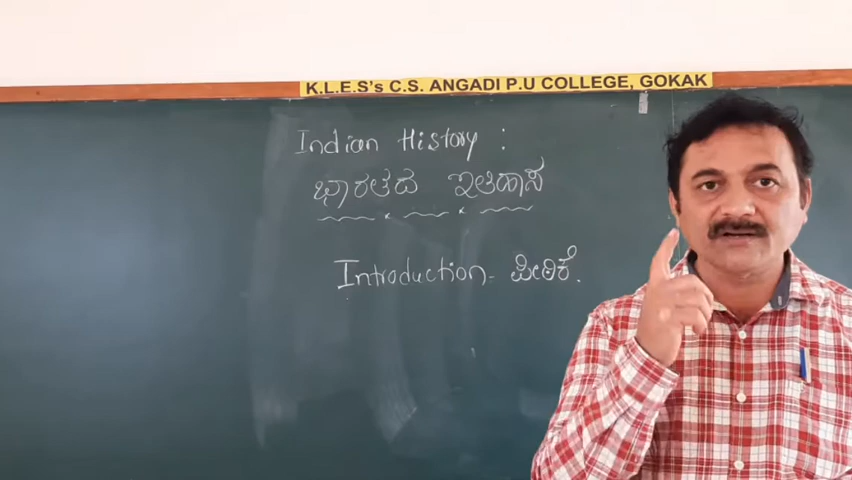 K.L.E.S'S C.S. ANGADI P.U COLLEGE, GOKAK
Indian History :
ಭಾರತದ ಇತಿಹಾಸ
Introduction - ಪೀಠಿಕೆ.